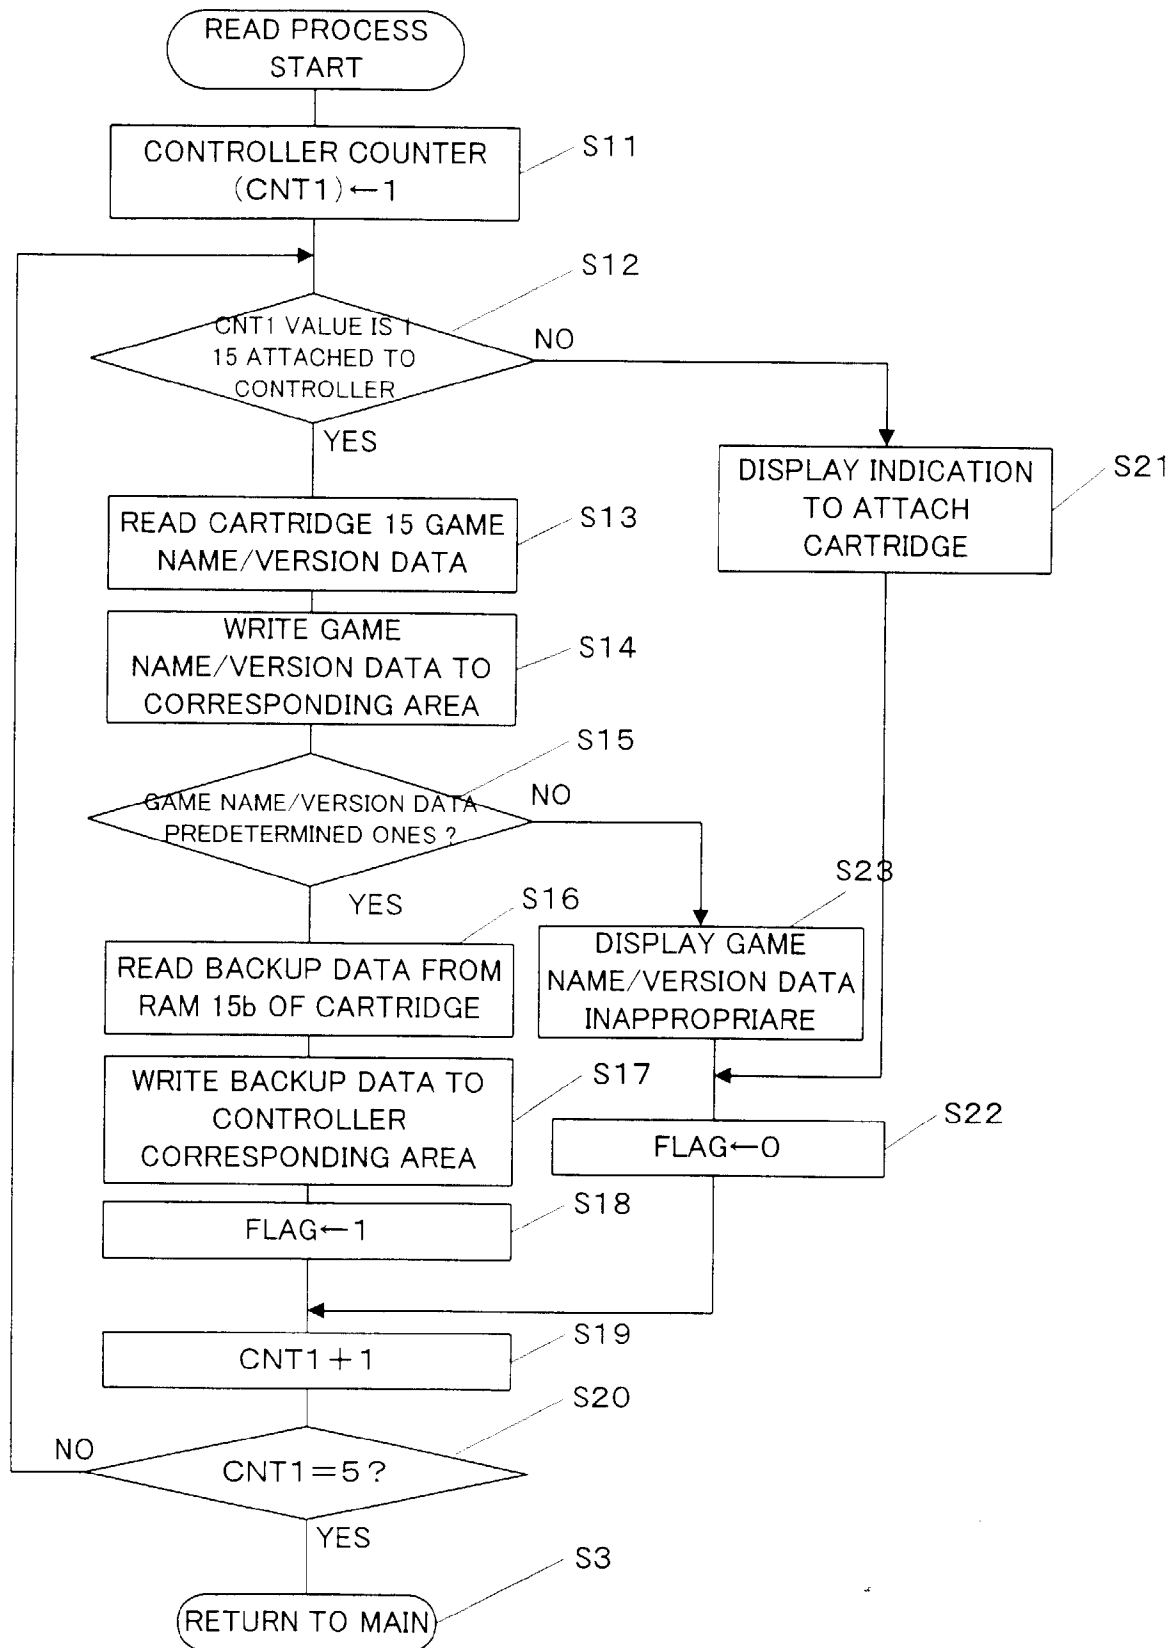 READ PROCESS
START
CONTROLLER COUNTER
(CNT1)←1
S11
S12
CNT1 VALUE IS 1
15 ATTACHED TO
CONTROLLER
NO
YES
DISPLAY INDICATION
TO ATTACH
CARTRIDGE
S21
READ CARTRIDGE 15 GAME
NAME/VERSION DATA
S13
WRITE GAME
NAME/VERSION DATA TO
CORRESPONDING AREA
S14
S15
GAME NAME/VERSION DATA
PREDETERMINED ONES ?
NO
YES
S16
S23
READ BACKUP DATA FROM
RAM 15b OF CARTRIDGE
DISPLAY GAME
NAME/VERSION DATA
INAPPROPRIARE
WRITE BACKUP DATA TO
CONTROLLER
CORRESPONDING AREA
S17
FLAG←0
S22
FLAG←1
S18
CNT1+1
S19
S20
CNT1=5?
NO
YES
S3
RETURN TO MAIN